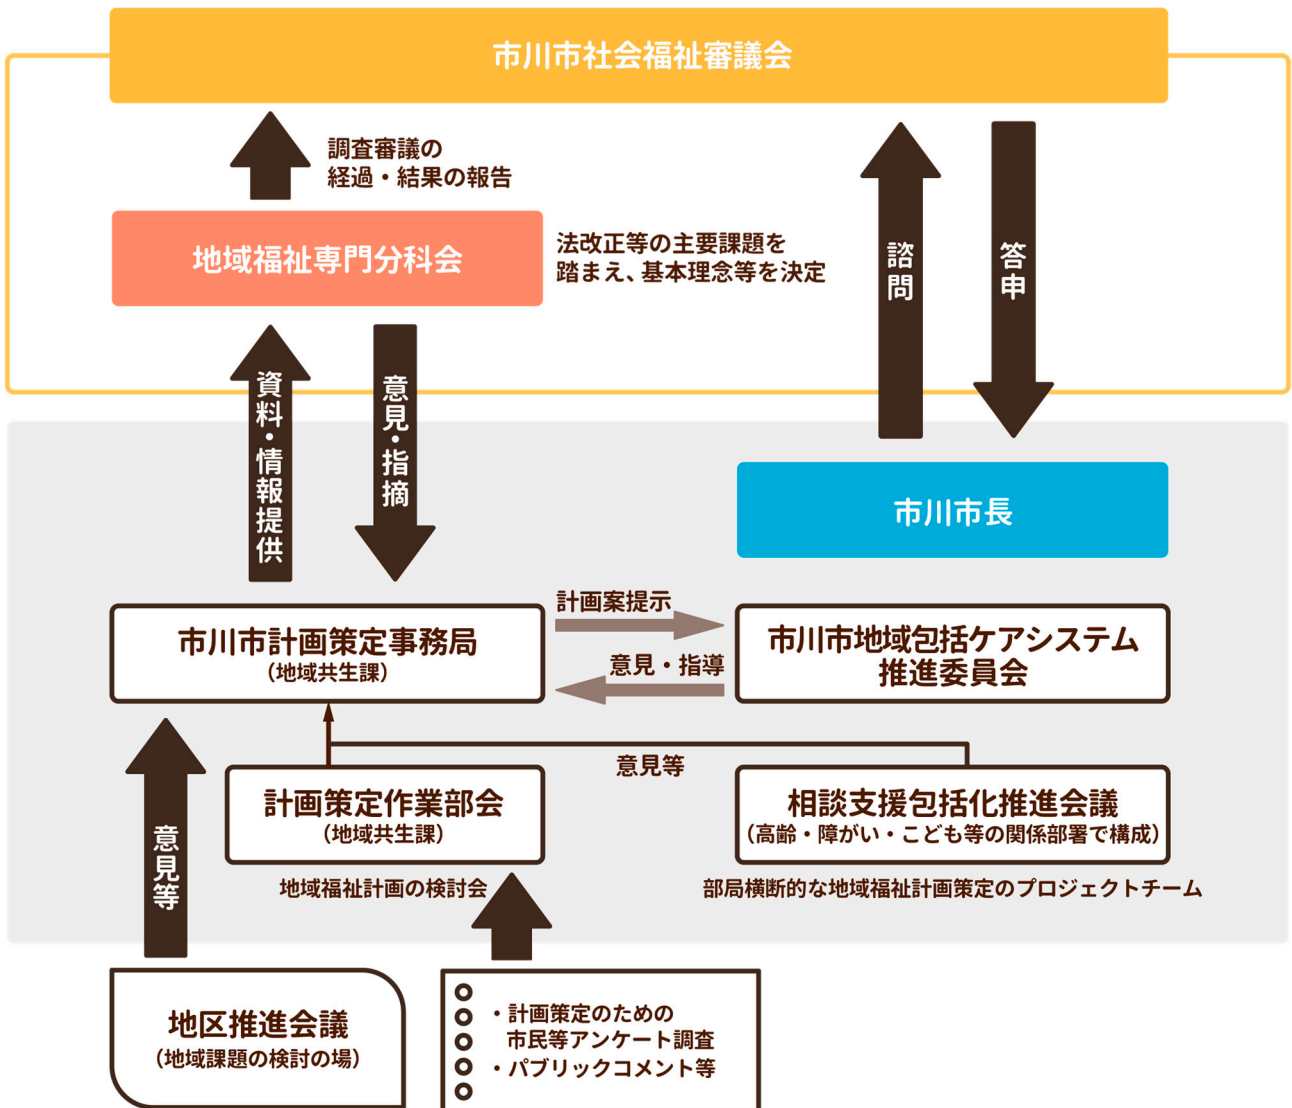 市川市社会福祉審議会
調査審議の
経過・結果の報告
地域福祉専門分科会
法改正等の主要課題を
踏まえ、基本理念等を決定
諮問
答申
資料・情報提供
意見・指摘
市川市長
市川市計画策定事務局
（地域共生課）
計画案提示
意見・指導
市川市地域包括ケアシステム
推進委員会
意見等
計画策定作業部会
（地域共生課）
地域福祉計画の検討会
相談支援包括化推進会議
（高齢・障がい・こども等の関係部署で構成）
部局横断的な地域福祉計画策定のプロジェクトチーム
意見等
地区推進会議
（地域課題の検討の場）
・計画策定のための
市民等アンケート調査
・パブリックコメント等